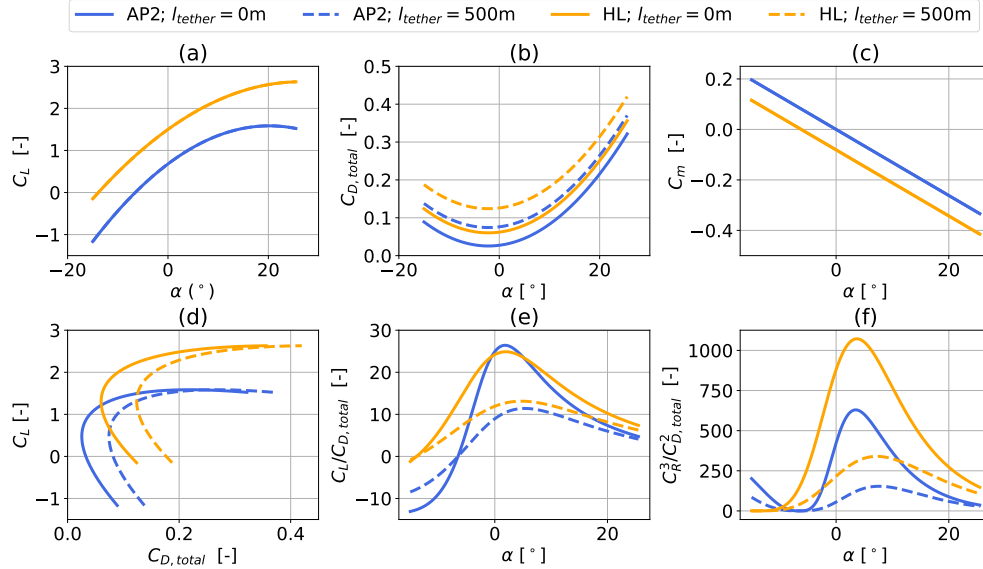 AP2; l_tether = 0m AP2; l_tether = 500m HL; l_tether = 0m HL; l_tether = 500m
(a) (b) (c)
C_L [-]
3
2
1
0
−1
−20 0 20
α (°)
C_D,total [-]
0.5
0.4
0.3
0.2
0.1
0.0
−20 0 20
α [°]
C_m [-]
0.2
0.0
−0.2
−0.4
0 20
α [°]
(d) (e) (f)
C_L [-]
3
2
1
0
−1
0.0 0.2 0.4
C_D,total [-]
C_L/C_D,total [-]
30
20
10
0
−10
0 20
α [°]
C_R^3/C_D,total^2 [-]
1000
750
500
250
0
0 20
α [°]